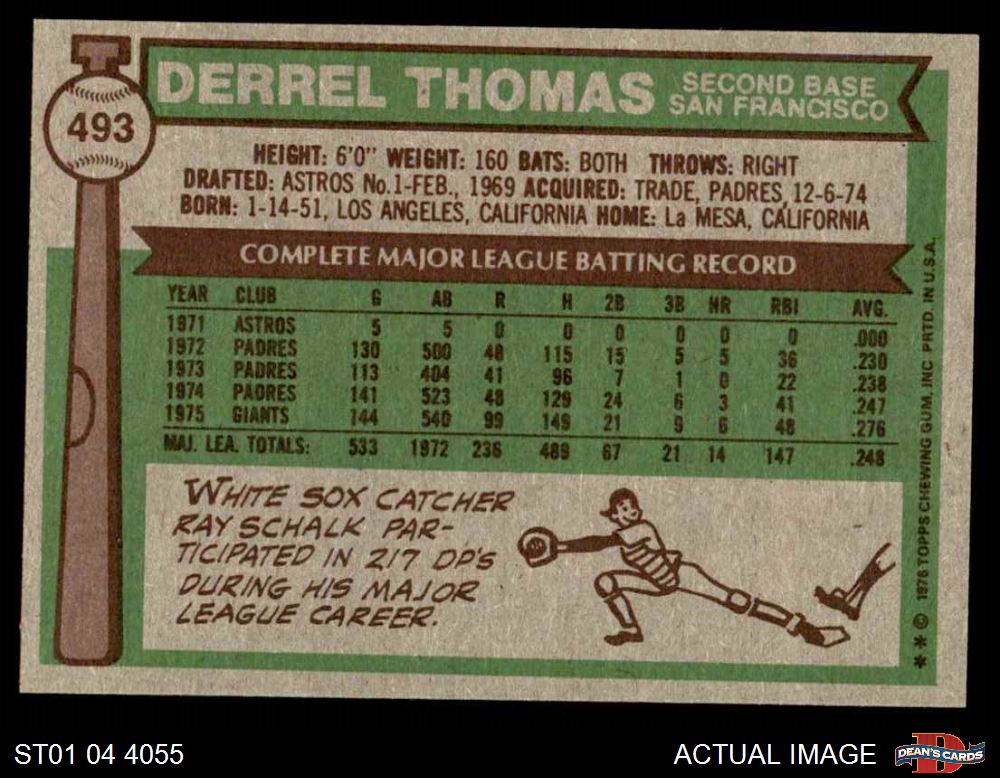 493
DERREL THOMAS SECOND BASE
SAN FRANCISCO
HEIGHT: 6'0" WEIGHT: 160 BATS: BOTH THROWS: RIGHT
DRAFTED: ASTROS No.1-FEB., 1969 ACQUIRED: TRADE, PADRES, 12-6-74
BORN: 1-14-51, LOS ANGELES, CALIFORNIA HOME: La MESA, CALIFORNIA
COMPLETE MAJOR LEAGUE BATTING RECORD
YEAR CLUB G AB R H 2B 3B HR RBI AVG.
1971 ASTROS 5 5 0 0 0 0 0 0 .000
1972 PADRES 130 500 48 115 15 5 5 36 .230
1973 PADRES 113 404 41 96 7 1 0 22 .238
1974 PADRES 141 523 48 129 24 6 3 41 .247
1975 GIANTS 144 540 99 149 21 9 6 48 .276
MAJ. LEA. TOTALS: 533 1972 236 489 67 21 14 147 .248
WHITE SOX CATCHER
RAY SCHALK PAR-
TICIPATED IN 217 DP'S
DURING HIS MAJOR
LEAGUE CAREER.
* * © 1976 TOPPS CHEWING GUM, INC PRTD. IN U.S.A.
ST01 04 4055
ACTUAL IMAGE
D
DEAN'S CARDS